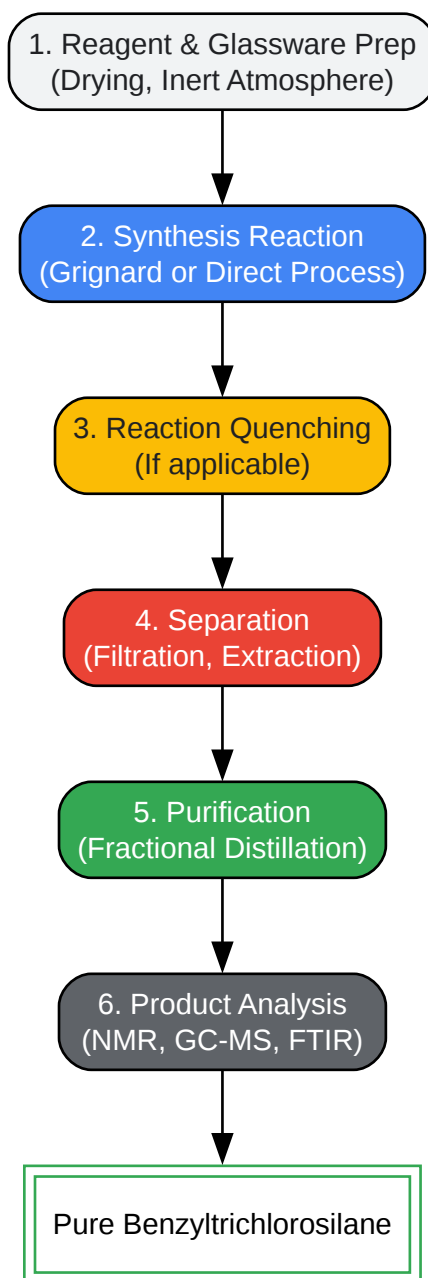 1. Reagent & Glassware Prep
(Drying, Inert Atmosphere)
2. Synthesis Reaction
(Grignard or Direct Process)
3. Reaction Quenching
(If applicable)
4. Separation
(Filtration, Extraction)
5. Purification
(Fractional Distillation)
6. Product Analysis
(NMR, GC-MS, FTIR)
Pure Benzyltrichlorosilane